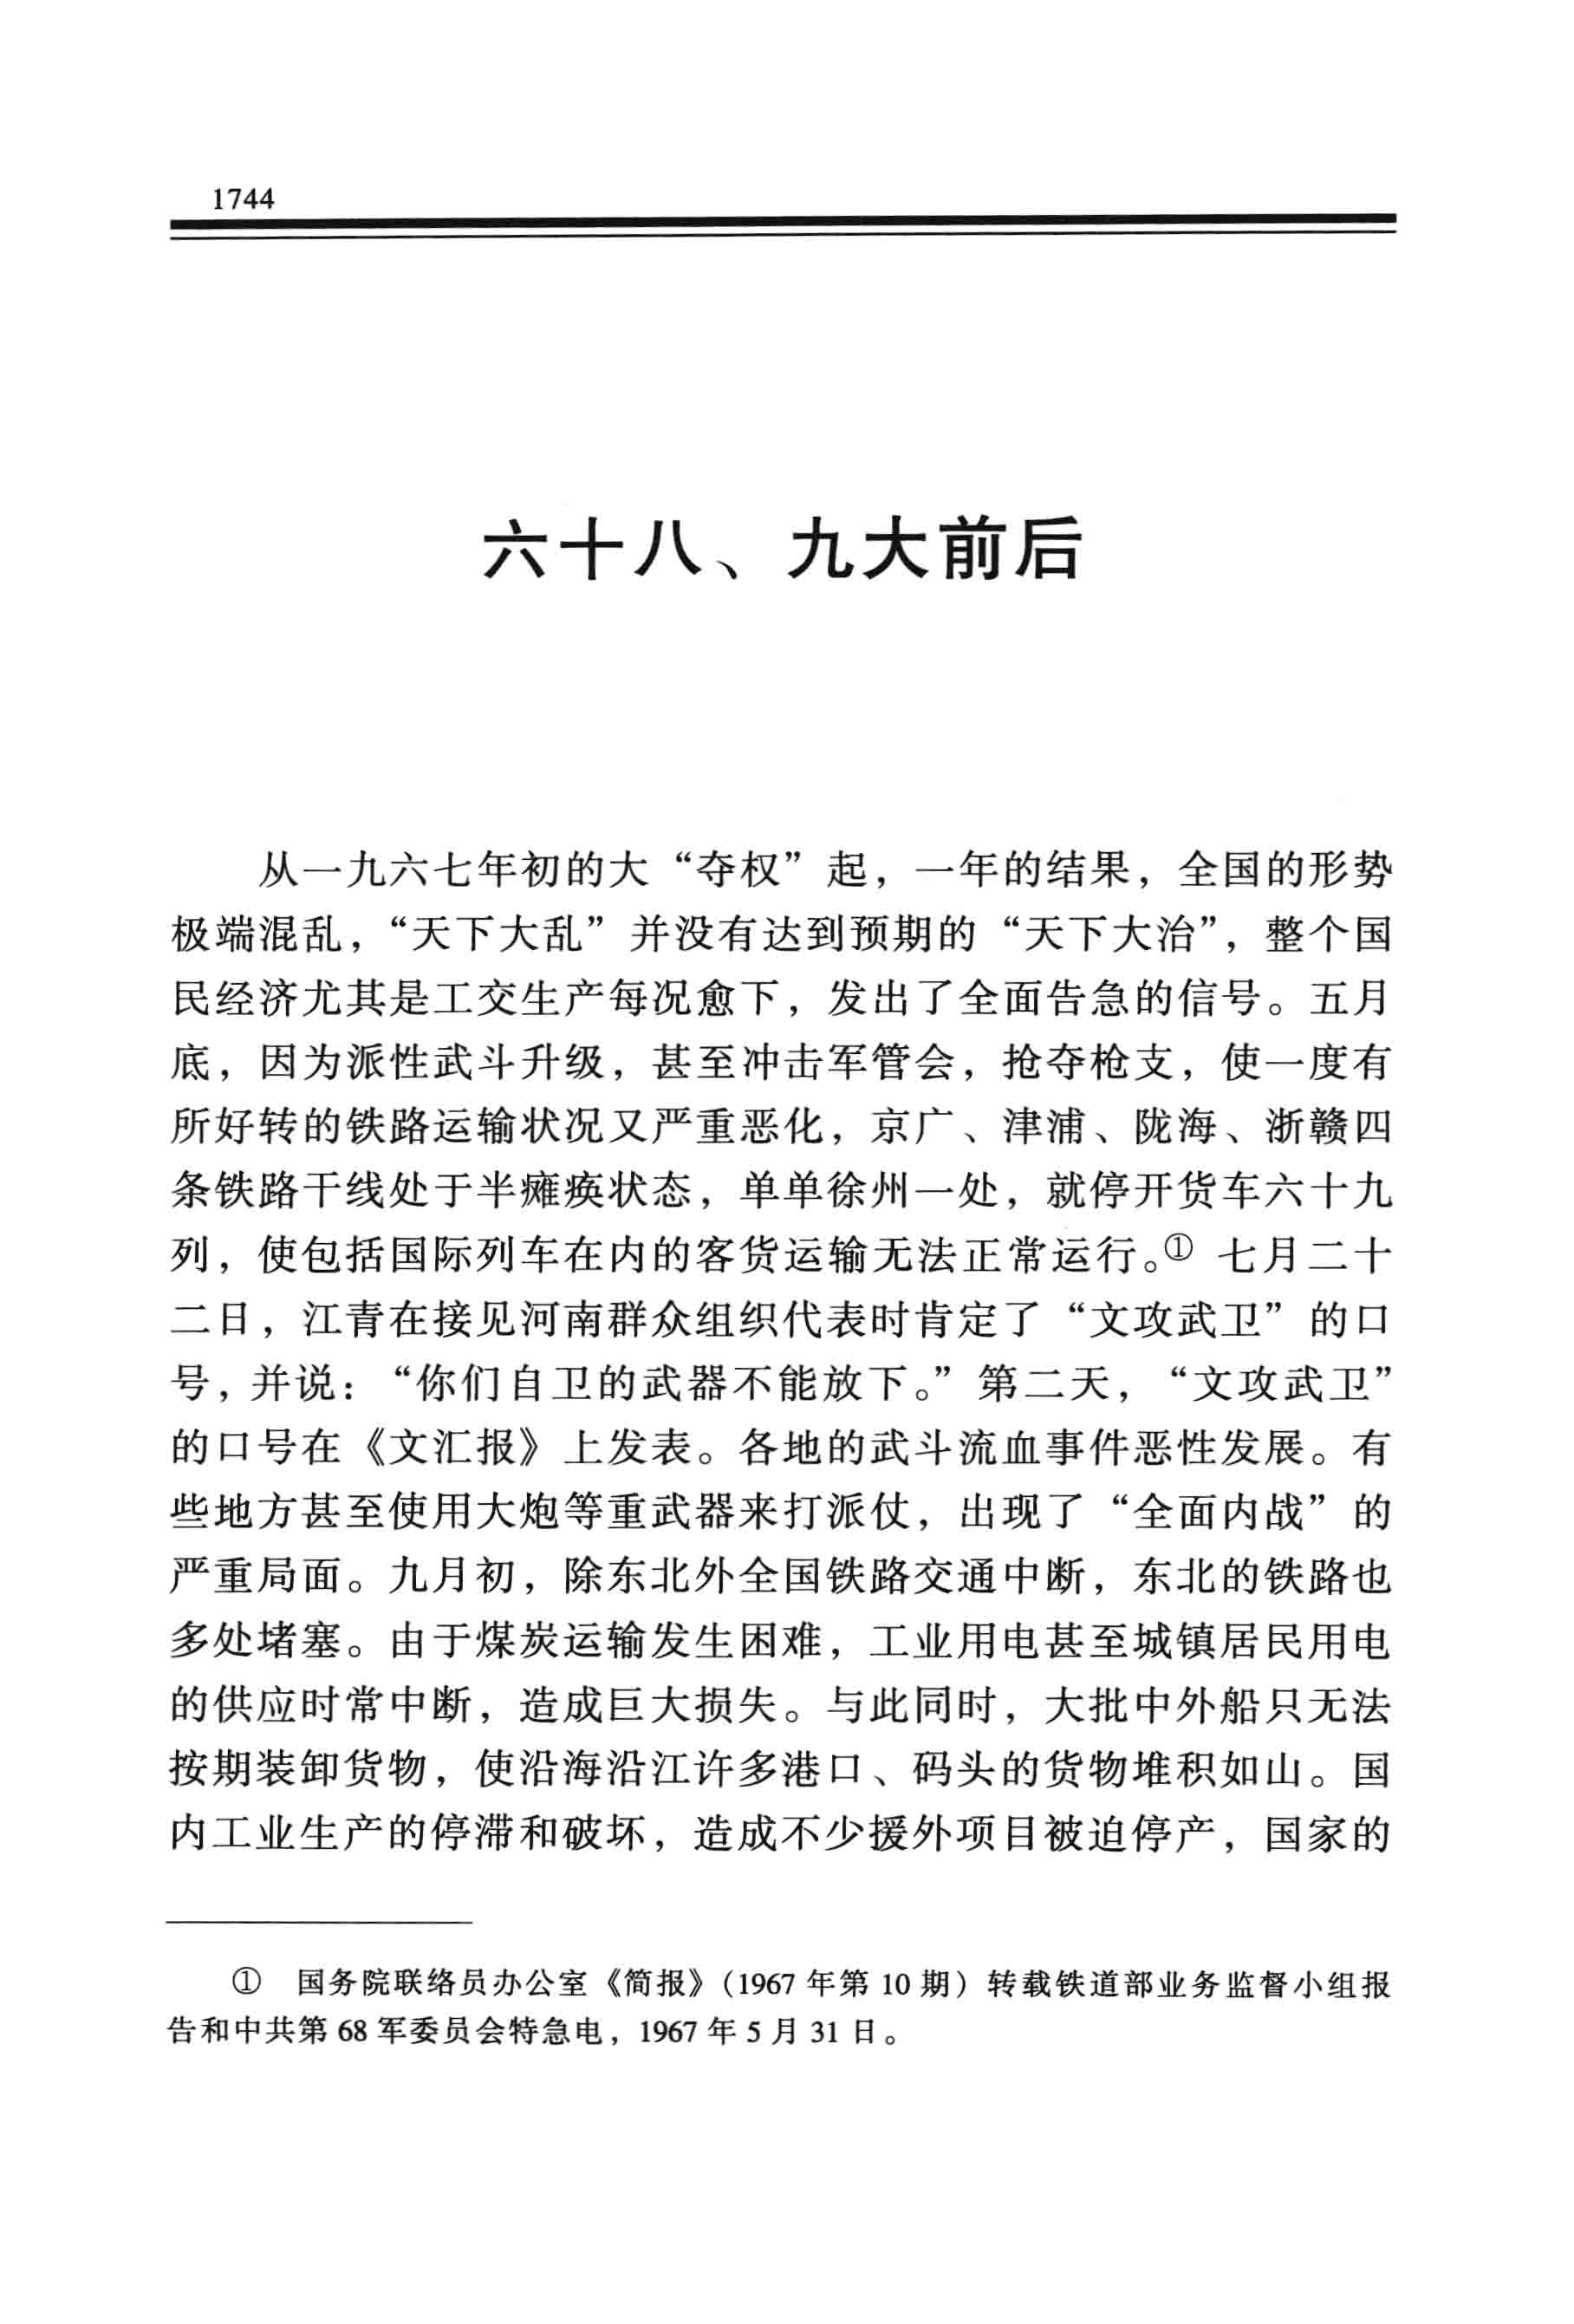 1744
六十八、九大前后
从一九六七年初的大“夺权”起，一年的结果，全国的形势
极端混乱，“天下大乱”并没有达到预期的“天下大治”，整个国
民经济尤其是工交生产每况愈下，发出了全面告急的信号。五月
底，因为派性武斗升级，甚至冲击军管会，抢夺枪支，使一度有
所好转的铁路运输状况又严重恶化，京广、津浦、陇海、浙赣四
条铁路干线处于半瘫痪状态，单单徐州一处，就停开货车六十九
列，使包括国际列车在内的客货运输无法正常运行。① 七月二十
二日，江青在接见河南群众组织代表时肯定了“文攻武卫”的口
号，并说：“你们自卫的武器不能放下。”第二天，“文攻武卫”
的口号在《文汇报》上发表。各地的武斗流血事件恶性发展。有
些地方甚至使用大炮等重武器来打派仗，出现了“全面内战”的
严重局面。九月初，除东北外全国铁路交通中断，东北的铁路也
多处堵塞。由于煤炭运输发生困难，工业用电甚至城镇居民用电
的供应时常中断，造成巨大损失。与此同时，大批中外船只无法
按期装卸货物，使沿海沿江许多港口、码头的货物堆积如山。国
内工业生产的停滞和破坏，造成不少援外项目被迫停产，国家的
① 国务院联络员办公室《简报》（1967 年第 10 期）转载铁道部业务监督小组报
告和中共第 68 军委员会特急电，1967 年 5 月 31 日。